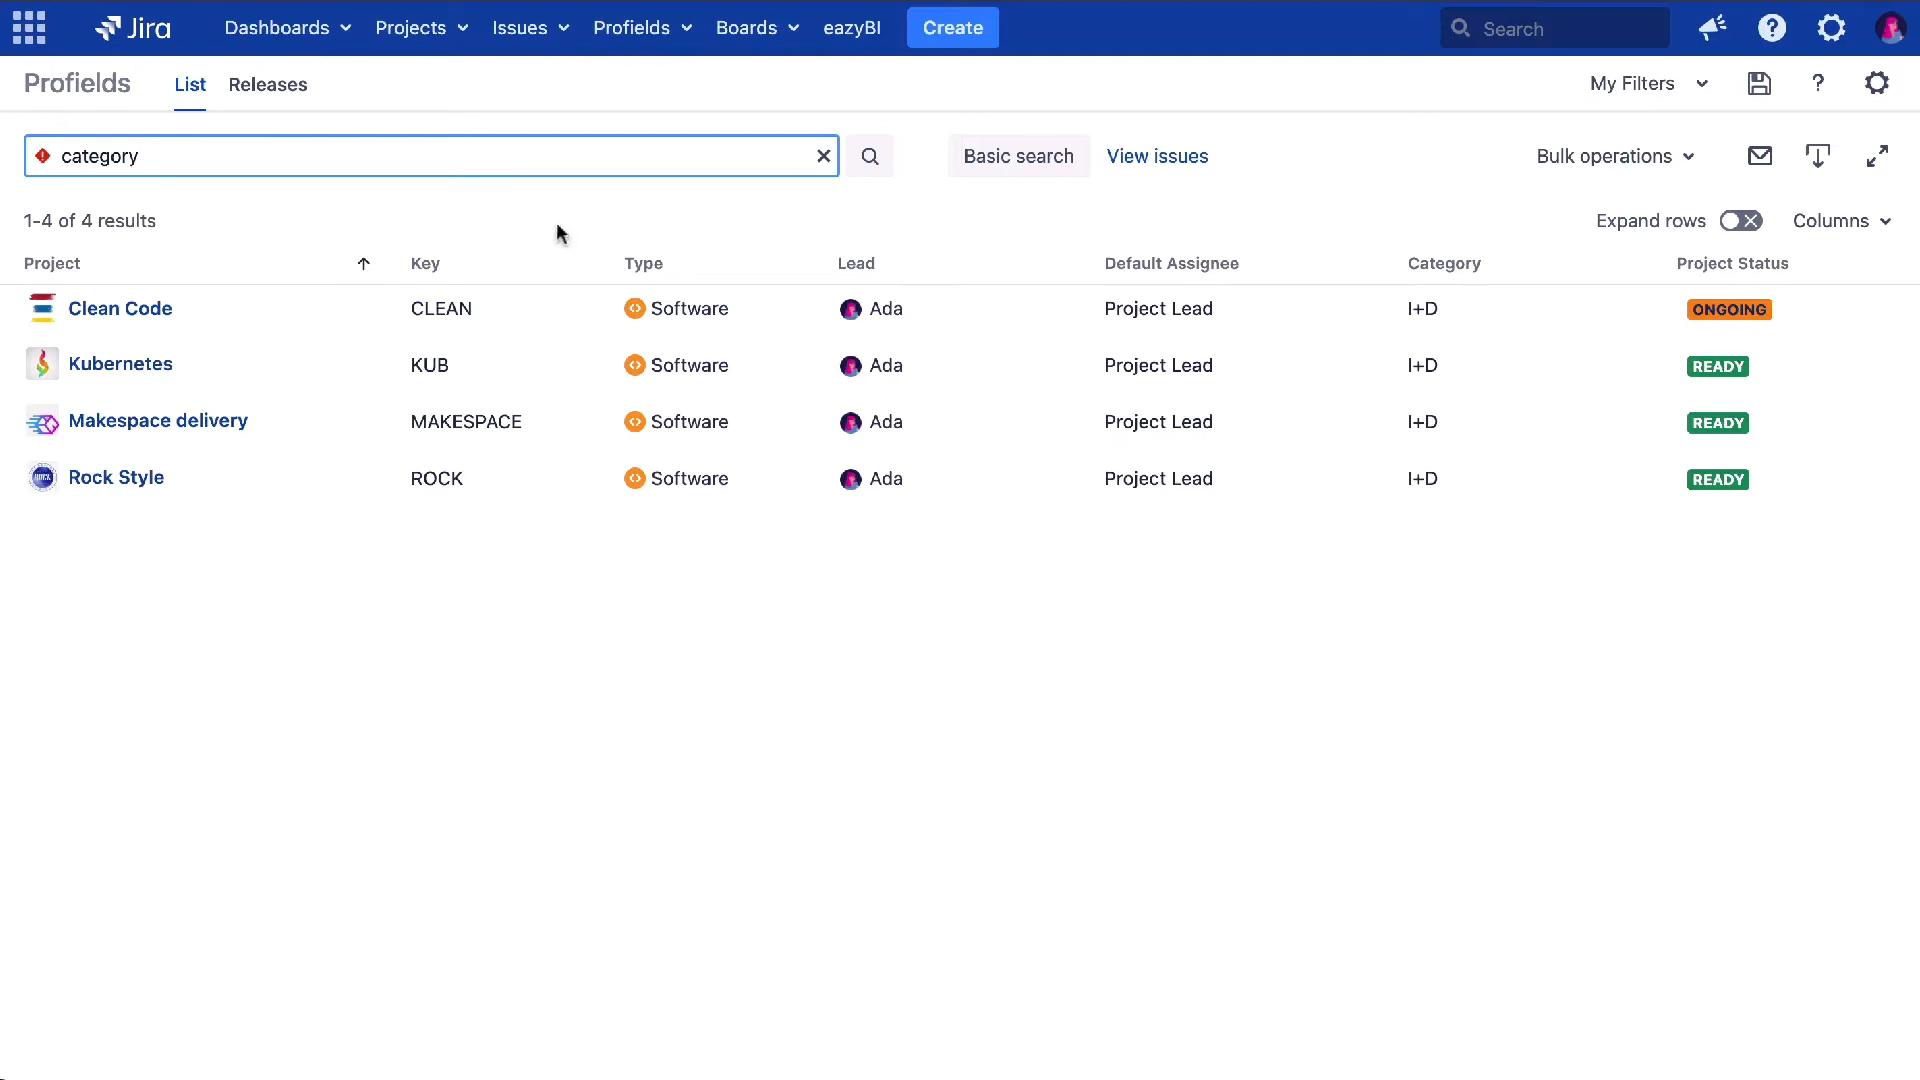 Jira Dashboards Projects Issues Profields Boards eazyBI Create Search
Profields List Releases My Filters ?
category Basic search View issues Bulk operations
1-4 of 4 results Expand rows Columns
Project Key Type Lead Default Assignee Category Project Status
Clean Code CLEAN Software Ada Project Lead I+D ONGOING
Kubernetes KUB Software Ada Project Lead I+D READY
Makespace delivery MAKESPACE Software Ada Project Lead I+D READY
Rock Style ROCK Software Ada Project Lead I+D READY